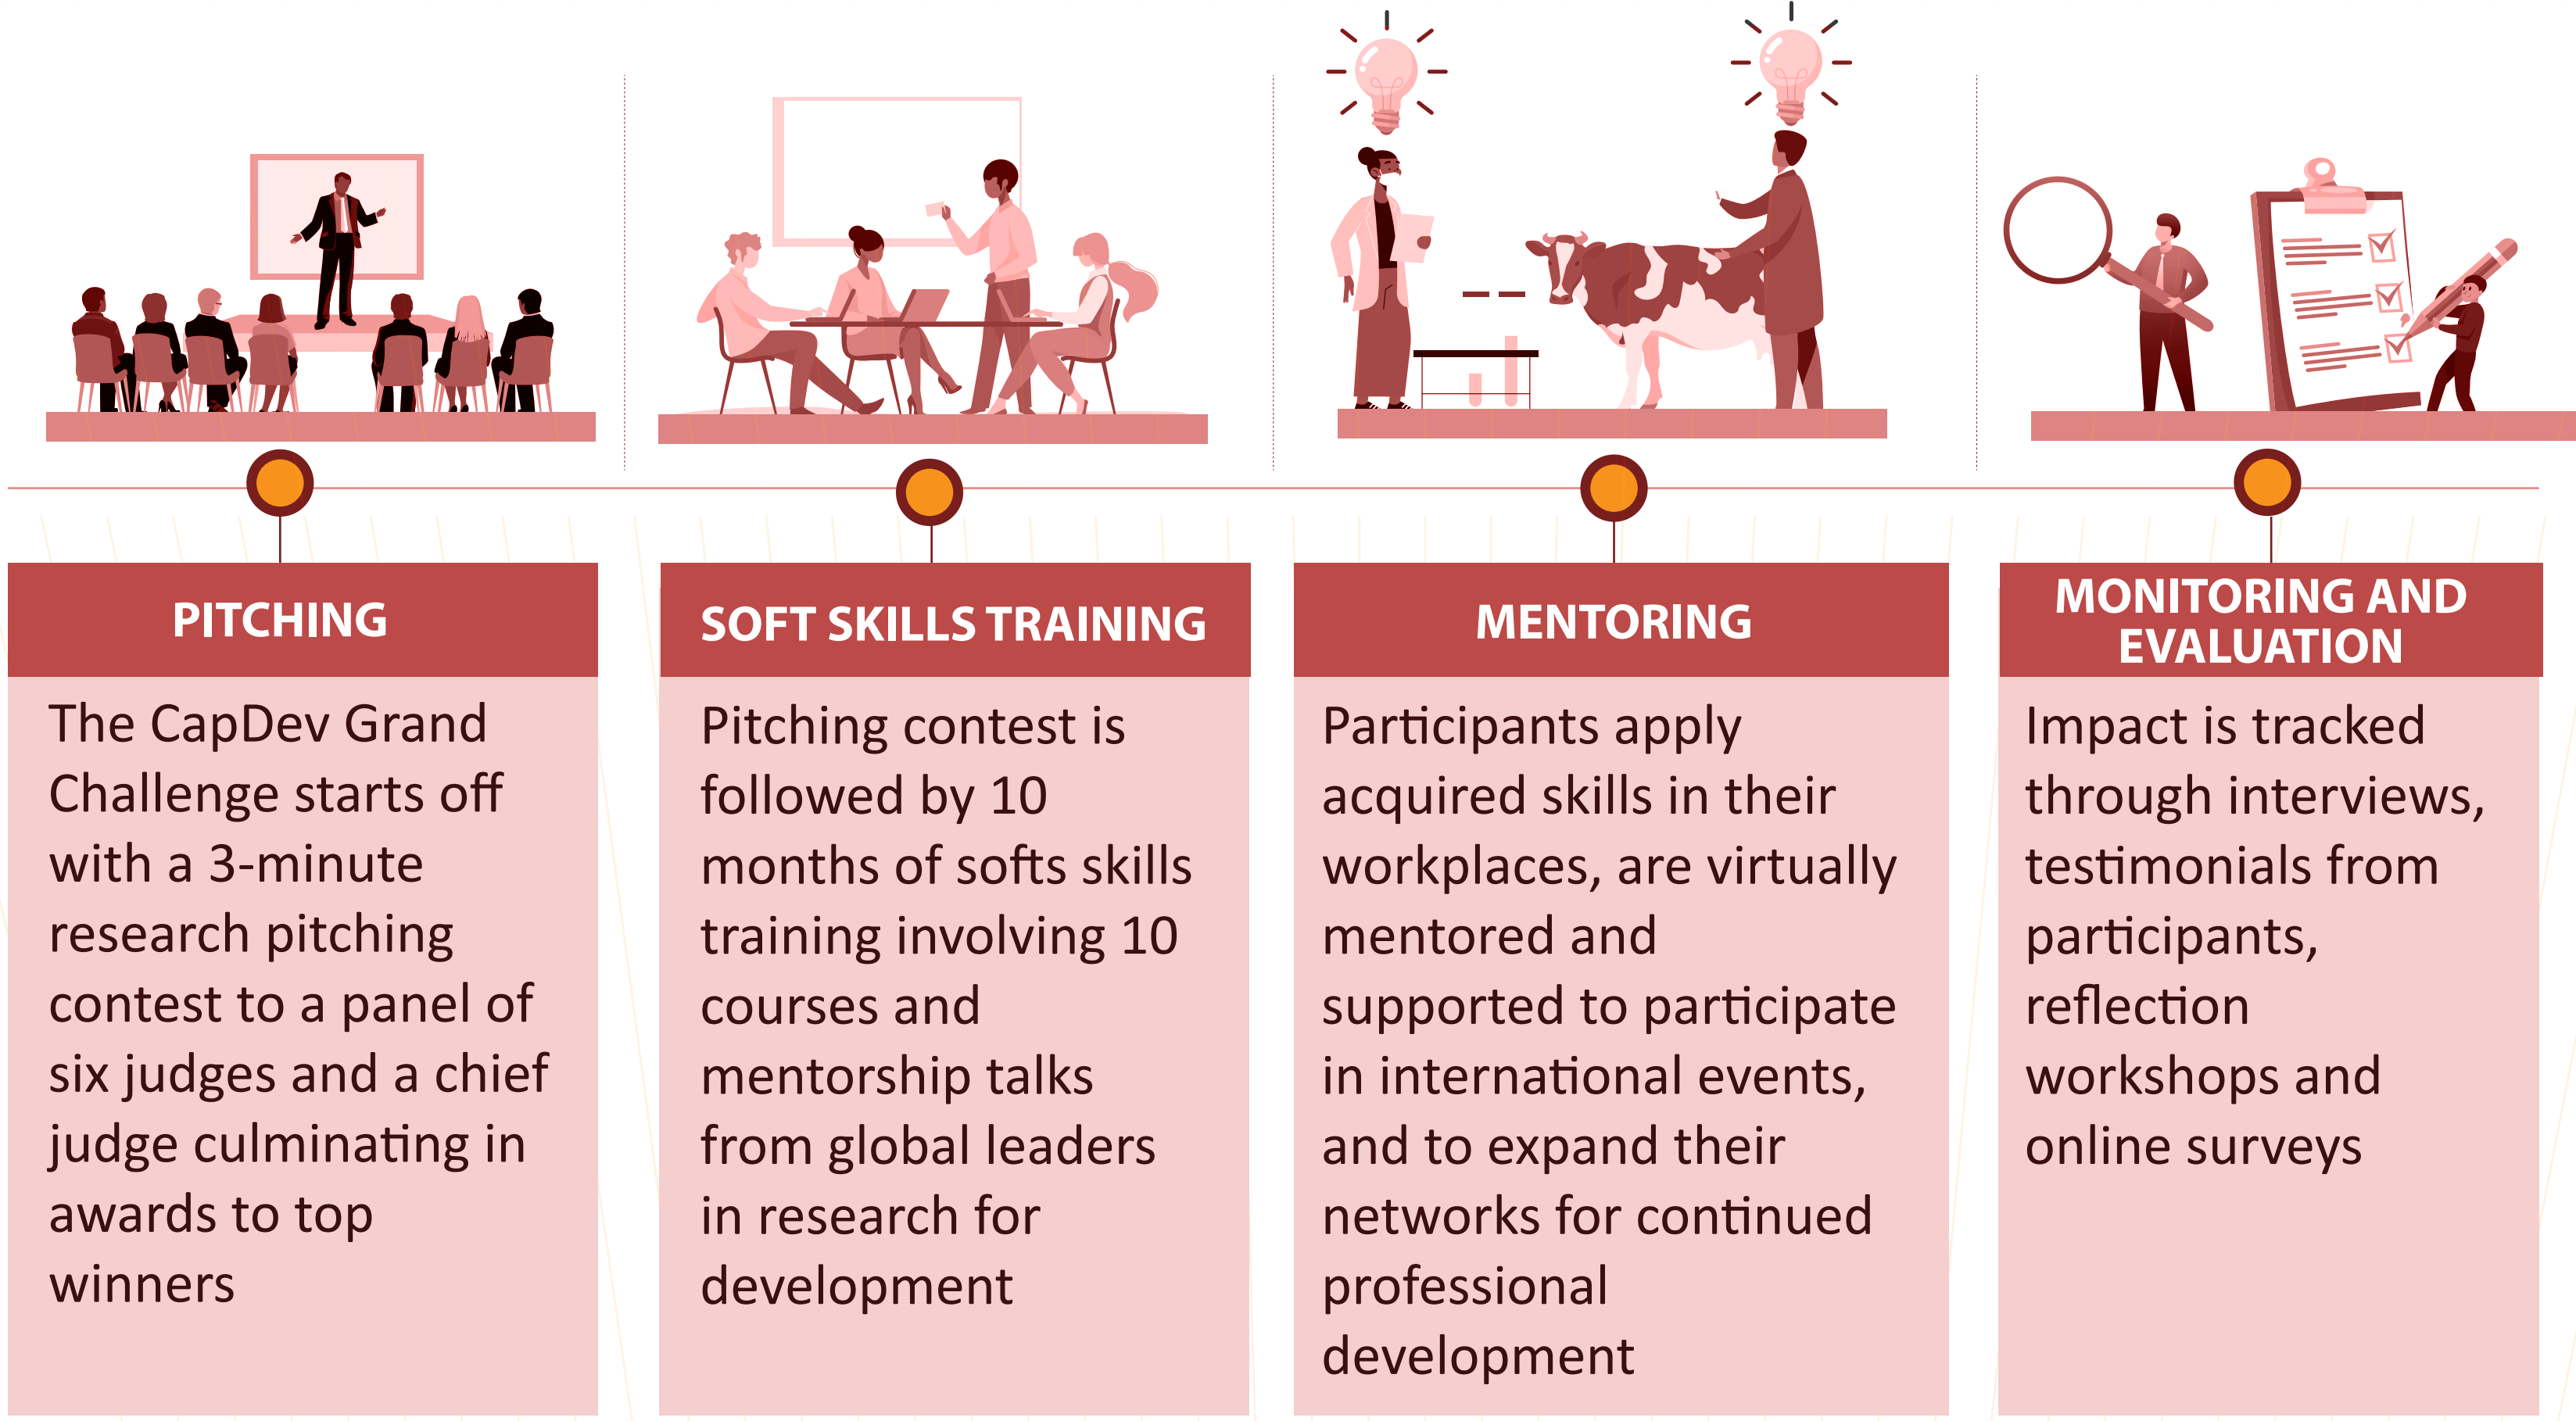 PITCHING
The CapDev Grand
Challenge starts off
with a 3-minute
research pitching
contest to a panel of
six judges and a chief
judge culminating in
awards to top
winners
SOFT SKILLS TRAINING
Pitching contest is
followed by 10
months of softs skills
training involving 10
courses and
mentorship talks
from global leaders
in research for
development
MENTORING
Participants apply
acquired skills in their
workplaces, are virtually
mentored and
supported to participate
in international events,
and to expand their
networks for continued
professional
development
MONITORING AND
EVALUATION
Impact is tracked
through interviews,
testimonials from
participants,
reflection
workshops and
online surveys